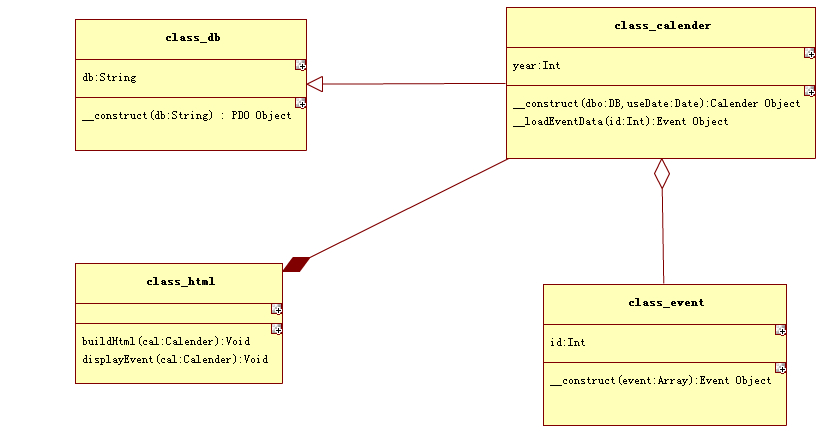 class_db
db:String
__construct(db:String) : PDO Object
class_calender
year:Int
__construct(dbo:DB,useDate:Date):Calender Object
__loadEventData(id:Int):Event Object
class_html
buildHtml(cal:Calender):Void
displayEvent(cal:Calender):Void
class_event
id:Int
__construct(event:Array):Event Object